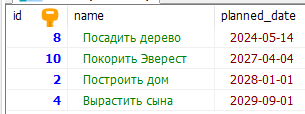 id name planned_date
8 Посадить дерево 2024-05-14
10 Покорить Эверест 2027-04-04
2 Построить дом 2028-01-01
4 Вырастить сына 2029-09-01